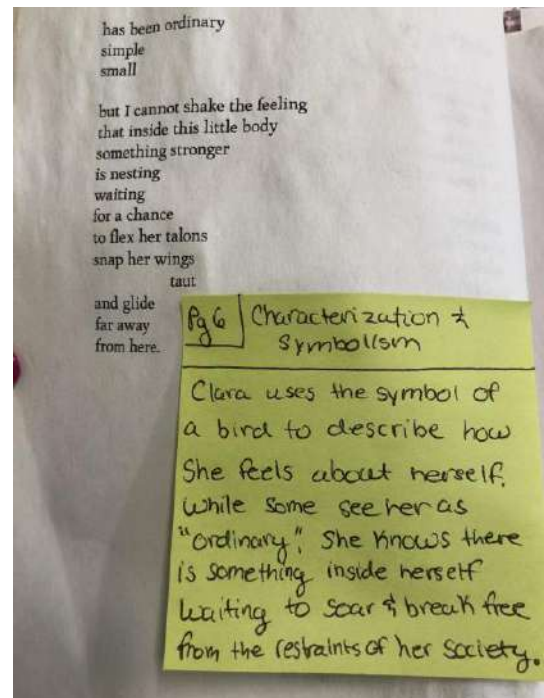 has been ordinary
simple
small
but I cannot shake the feeling
that inside this little body
something stronger
is nesting
waiting
for a chance
to flex her talons
snap her wings
taut
and glide
far away
from here.
Pg 6
Characterization &
Symbolism
Clara uses the symbol of
a bird to describe how
She feels about herself.
While some see her as
"ordinary", She knows there
is something inside herself
waiting to soar & break free
from the restraints of her society.